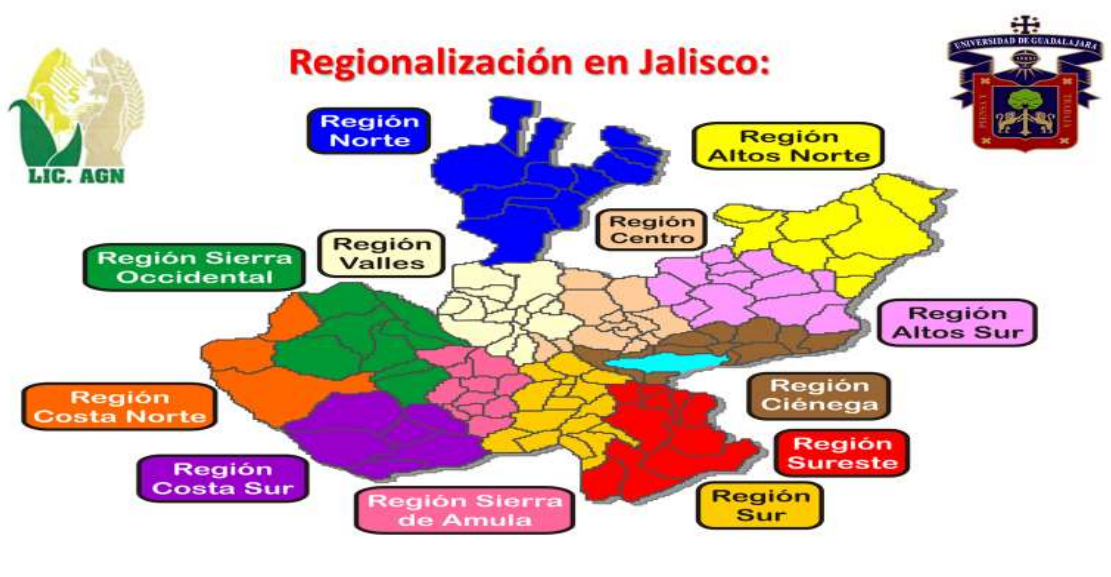 Regionalización en Jalisco:
LIC. AGN
UNIVERSIDAD DE GUADALAJARA
PIENSA Y
TRABAJA
Región
Norte
Región
Altos Norte
Región
Centro
Región
Valles
Región Sierra
Occidental
Región
Altos Sur
Región
Costa Norte
Región
Ciénega
Región
Sureste
Región
Costa Sur
Región Sierra
de Amula
Región
Sur